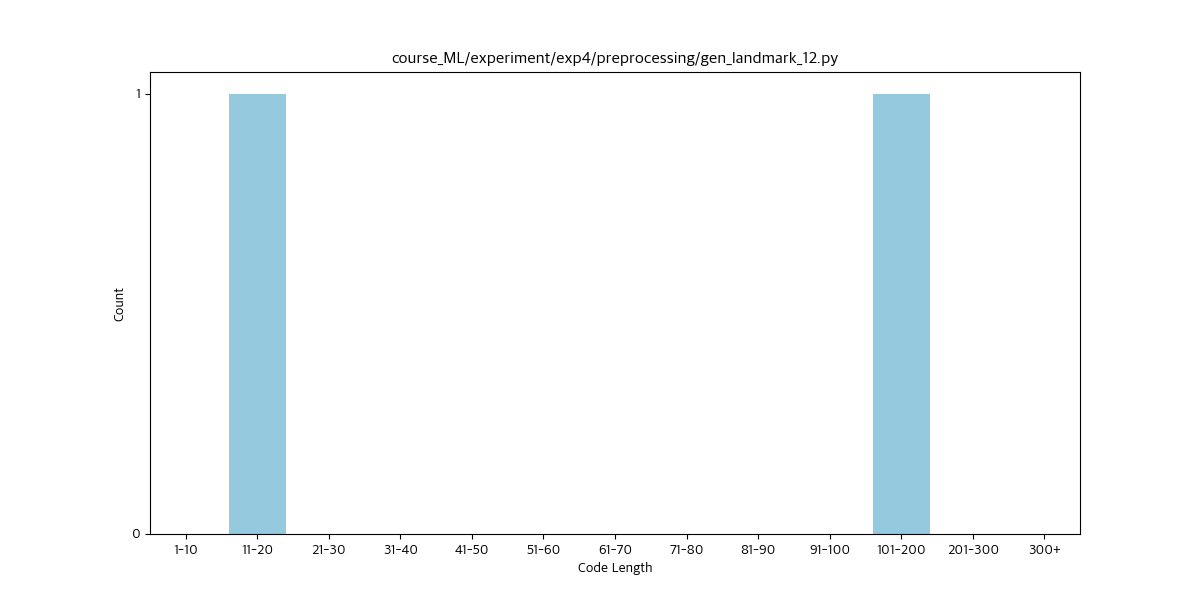 course_ML/experiment/exp4/preprocessing/gen_landmark_12.py
1
Count
0
1-10 11-20 21-30 31-40 41-50 51-60 61-70 71-80 81-90 91-100 101-200 201-300 300+
Code Length